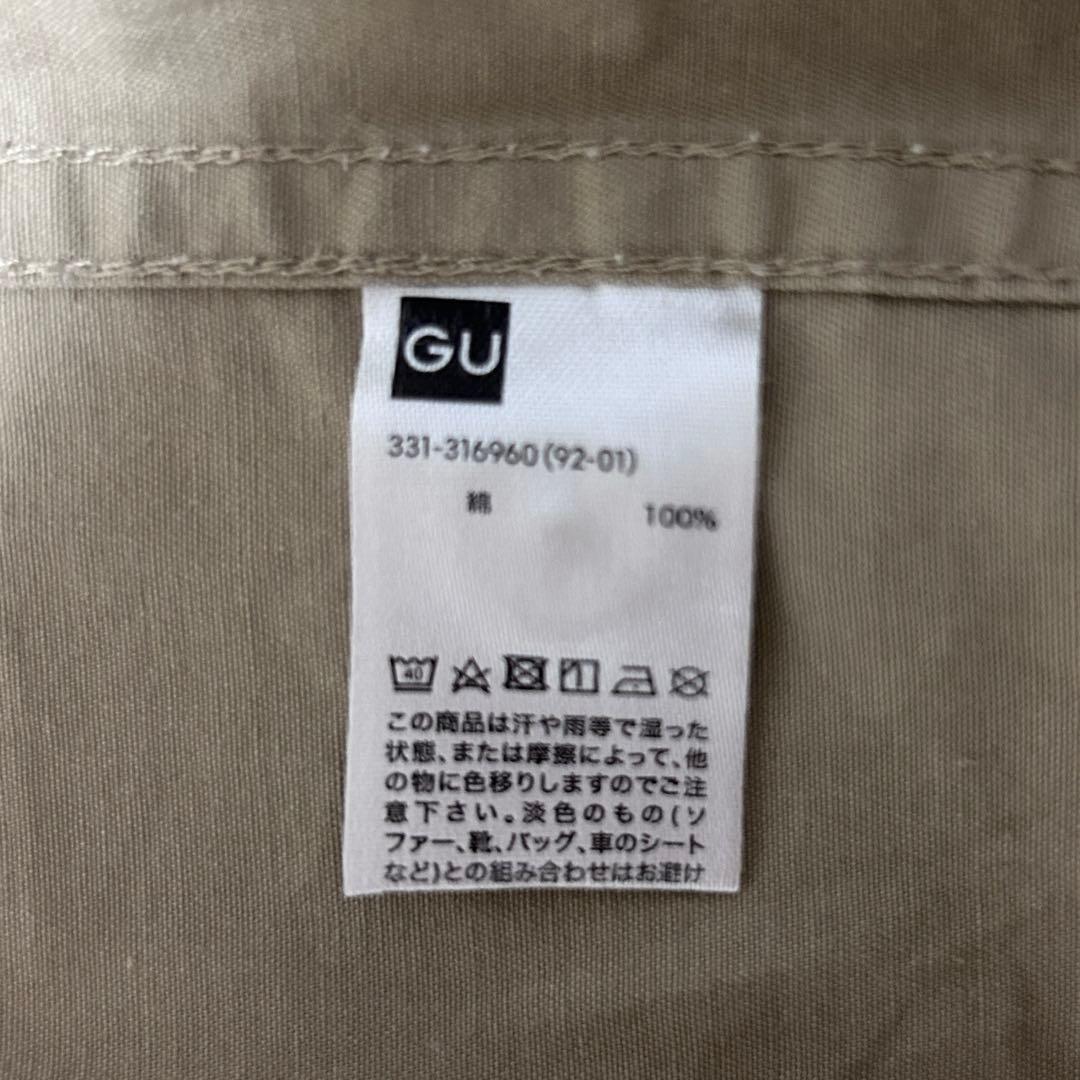 GU
331-316960(92-01)
綿 100%
40
この商品は汗や雨等で湿った
状態、または摩擦によって、他
の物に色移りしますのでご注
意下さい。淡色のもの(ソ
ファー、靴、バッグ、車のシート
など)との組み合わせはお避け